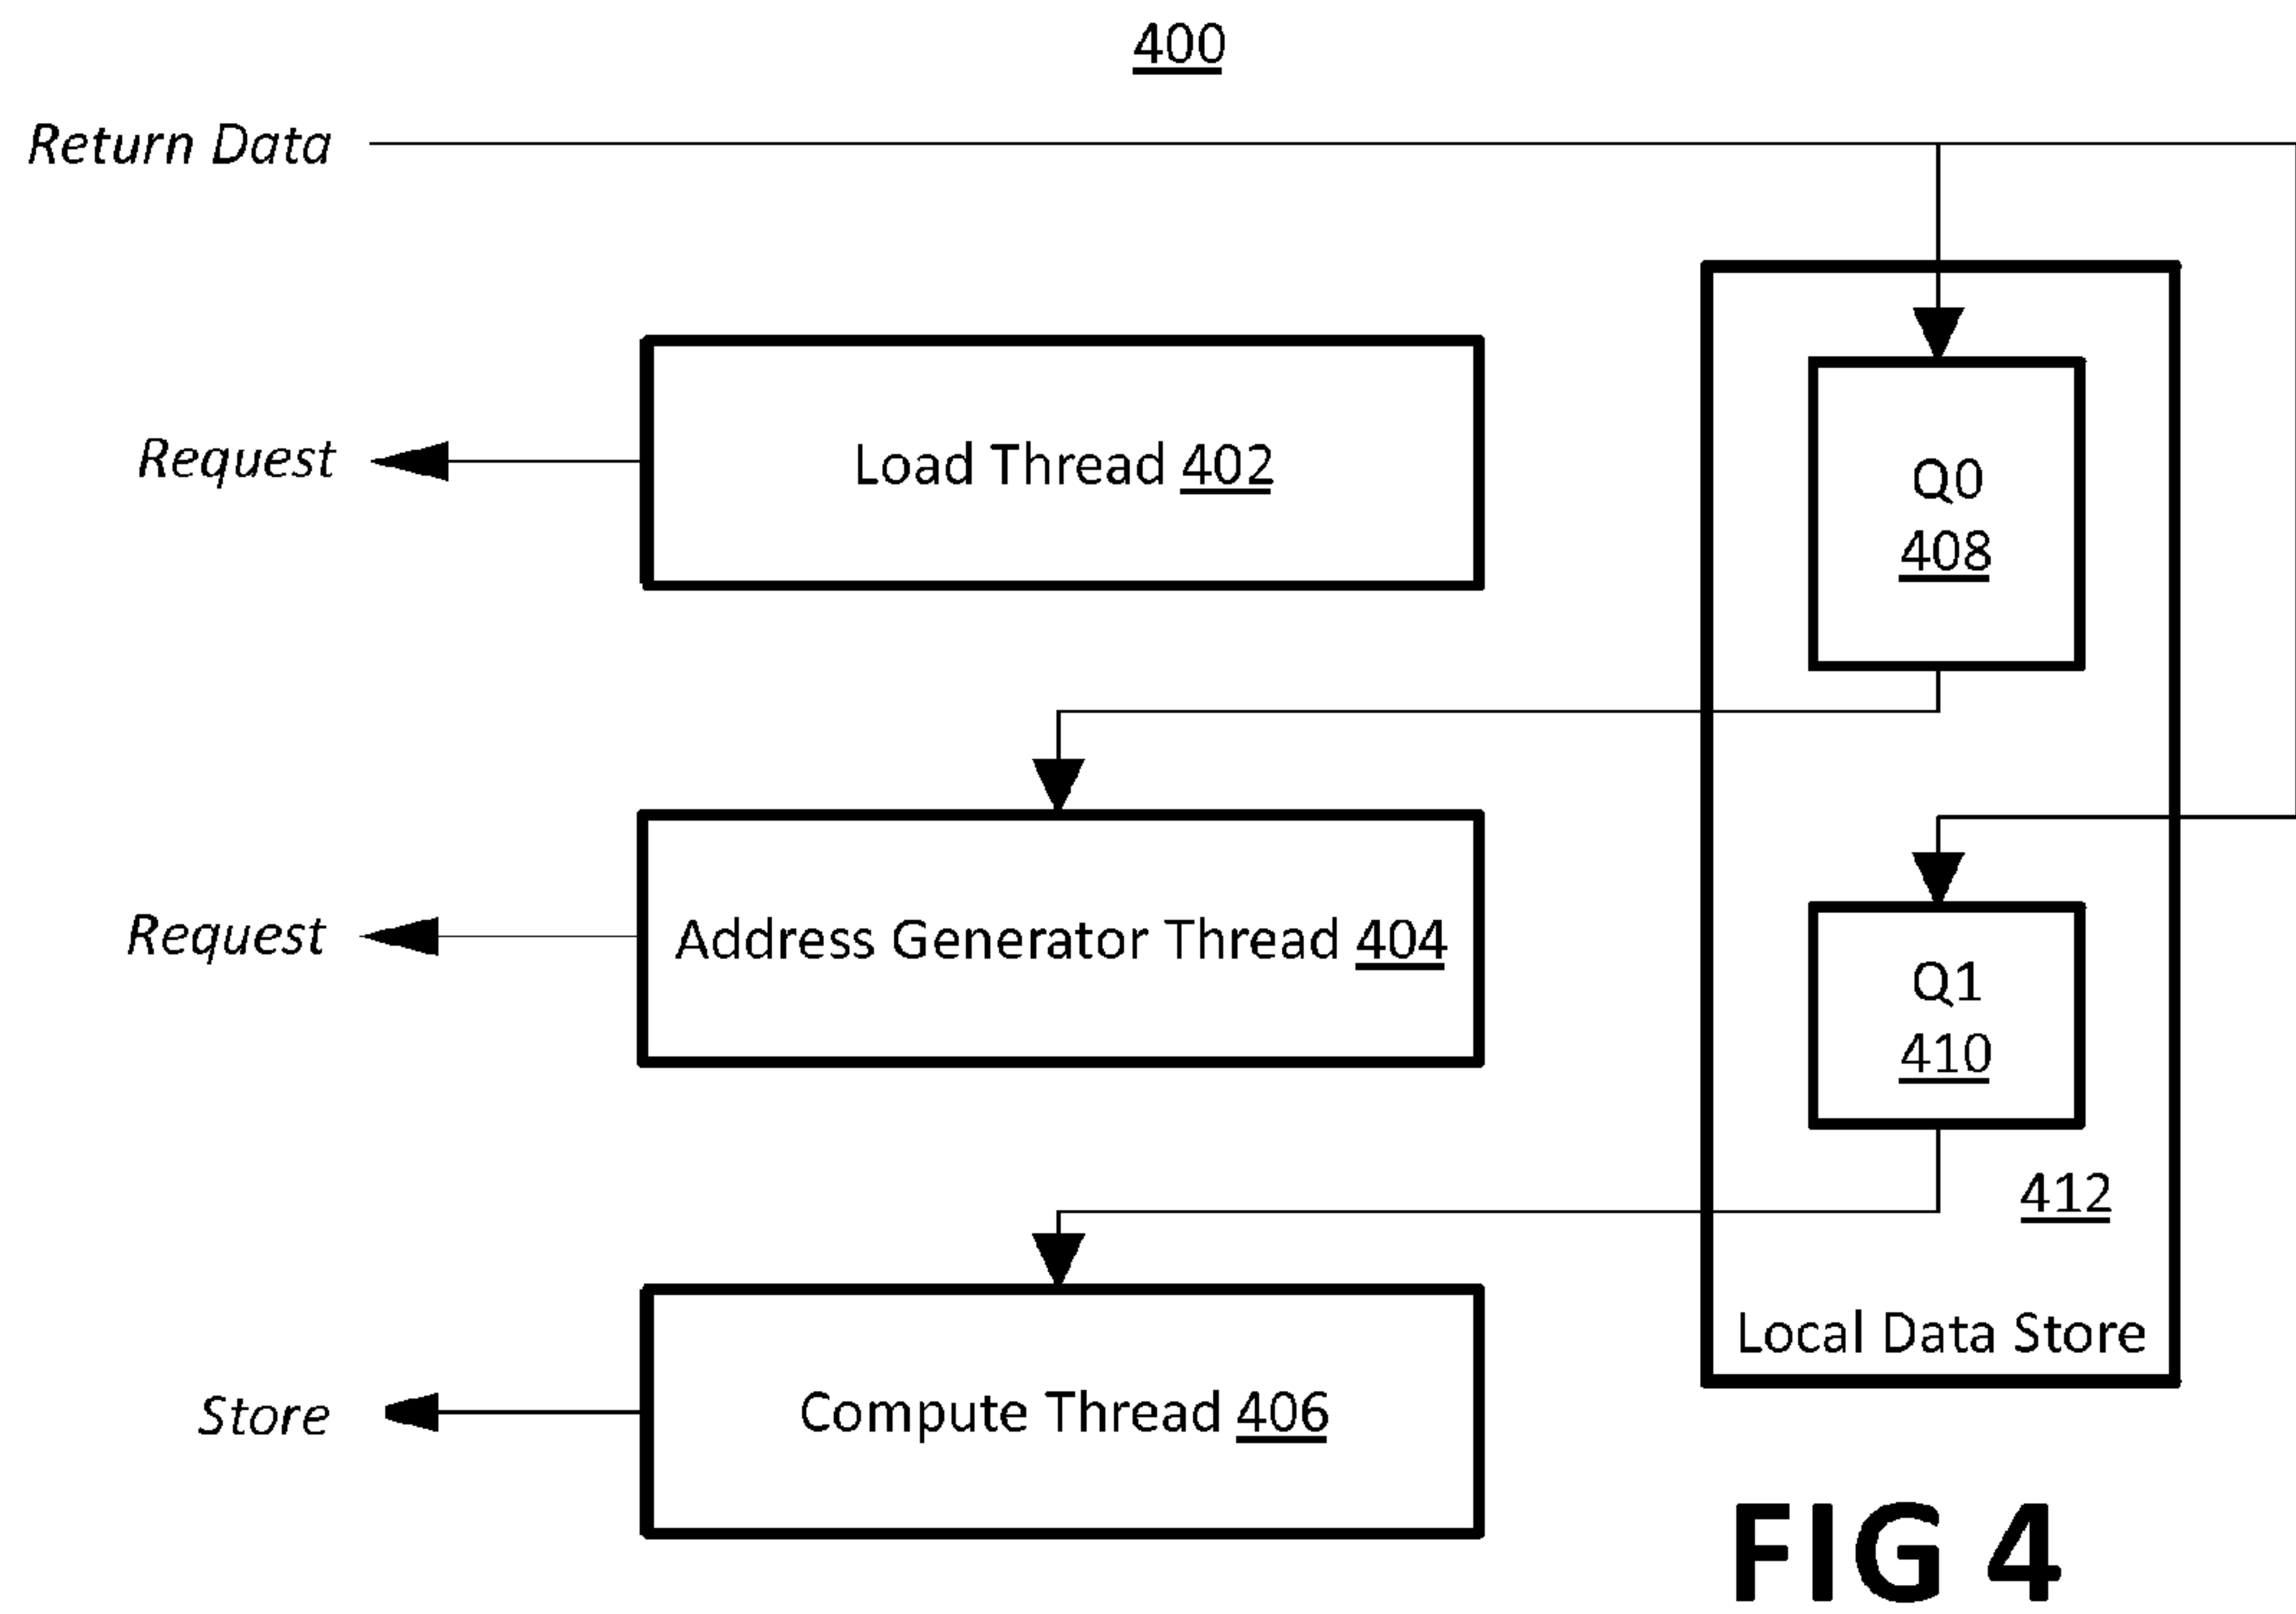 400
Return Data
Request
Load Thread 402
Q0
408
Request
Address Generator Thread 404
Q1
410
412
Local Data Store
Store
Compute Thread 406
FIG 4